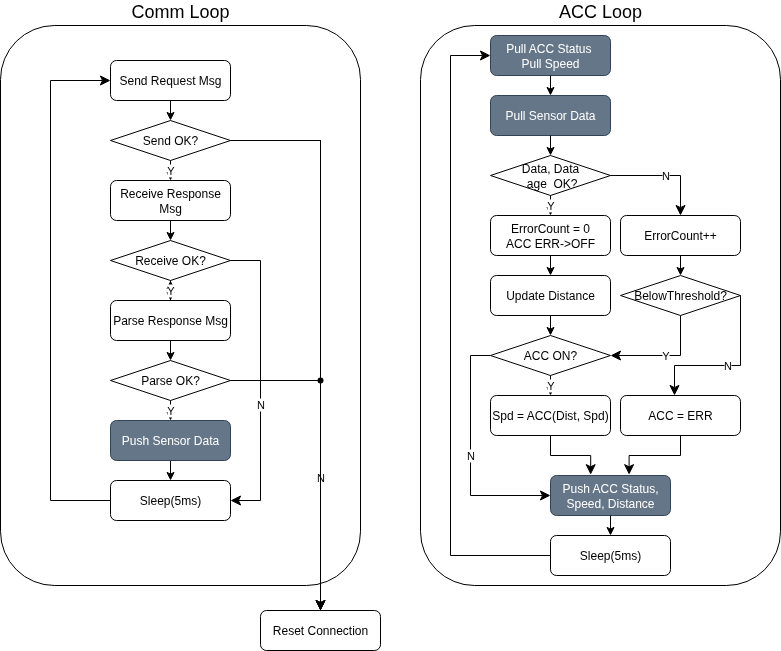 Comm Loop
Send Request Msg
Send OK?
Y
Receive Response
Msg
Receive OK?
Y
Parse Response Msg
Parse OK?
Y
N
Push Sensor Data
N
Sleep(5ms)
Reset Connection
ACC Loop
Pull ACC Status
Pull Speed
Pull Sensor Data
Data, Data
age OK?
N
Y
ErrorCount = 0
ACC ERR->OFF
ErrorCount++
Update Distance
BelowThreshold?
ACC ON?
Y
N
Y
Spd = ACC(Dist, Spd)
ACC = ERR
N
Push ACC Status,
Speed, Distance
Sleep(5ms)